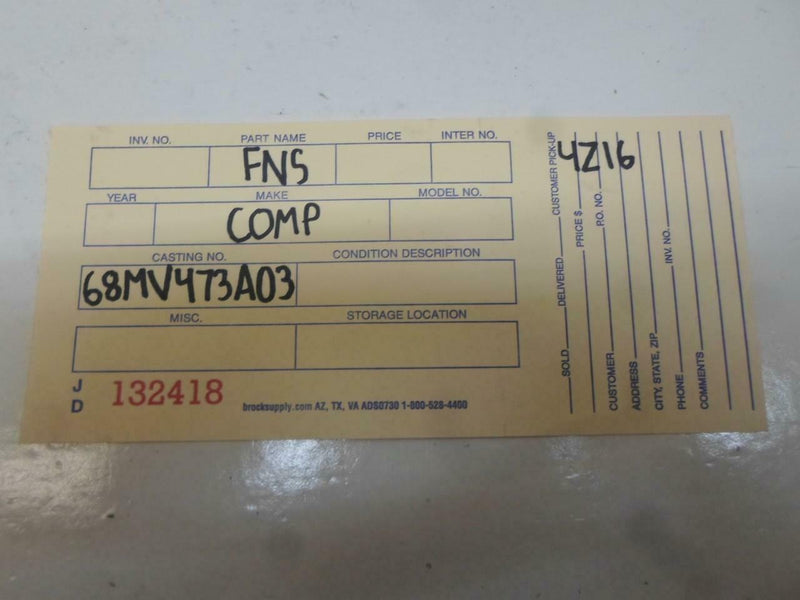 INV. NO. PART NAME PRICE INTER NO.
FNS
YEAR MAKE MODEL NO.
COMP
CASTING NO. CONDITION DESCRIPTION
68MV473A03
MISC. STORAGE LOCATION
J D 132418
brocksupply.com AZ, TX, VA ADS0730 1-800-528-4400
4Z16
SOLD DELIVERED CUSTOMER PICK-UP
PRICE $
CUSTOMER P.O. NO.
ADDRESS
CITY, STATE, ZIP
PHONE INV. NO.
COMMENTS